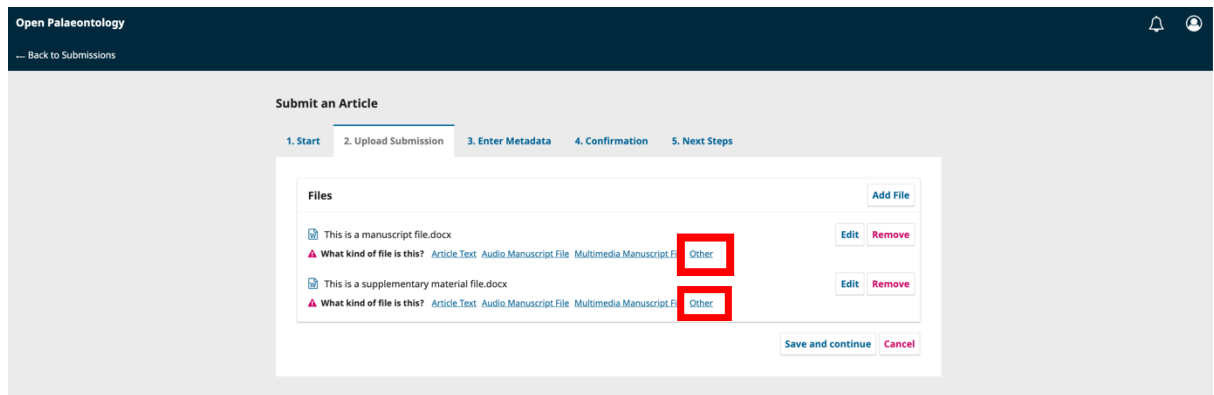 Open Palaeontology
← Back to Submissions
Submit an Article
1. Start 2. Upload Submission 3. Enter Metadata 4. Confirmation 5. Next Steps
Files Add File
This is a manuscript file.docx Edit Remove
What kind of file is this? Article Text Audio Manuscript File Multimedia Manuscript Other
This is a supplementary material file.docx Edit Remove
What kind of file is this? Article Text Audio Manuscript File Multimedia Manuscript Other
Save and continue Cancel